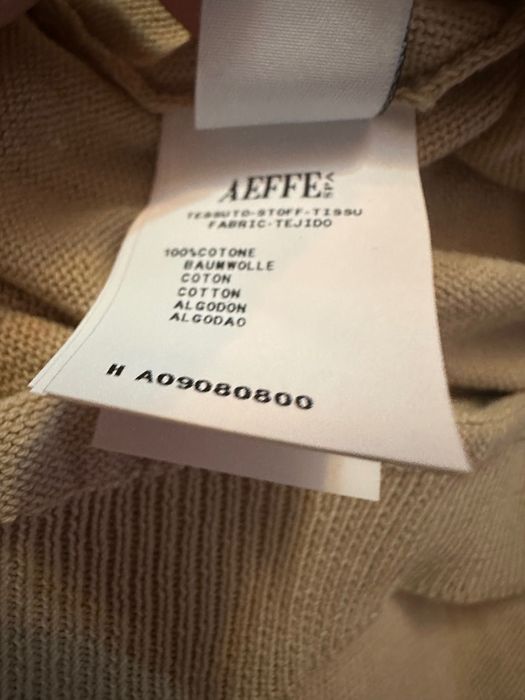 AEFFE SPA
TESSUTO-STOFF-TISSU
FABRIC-TEJIDO
100%COTONE
BAUMWOLLE
COTON
COTTON
ALGODON
ALGODAO
H A09080800